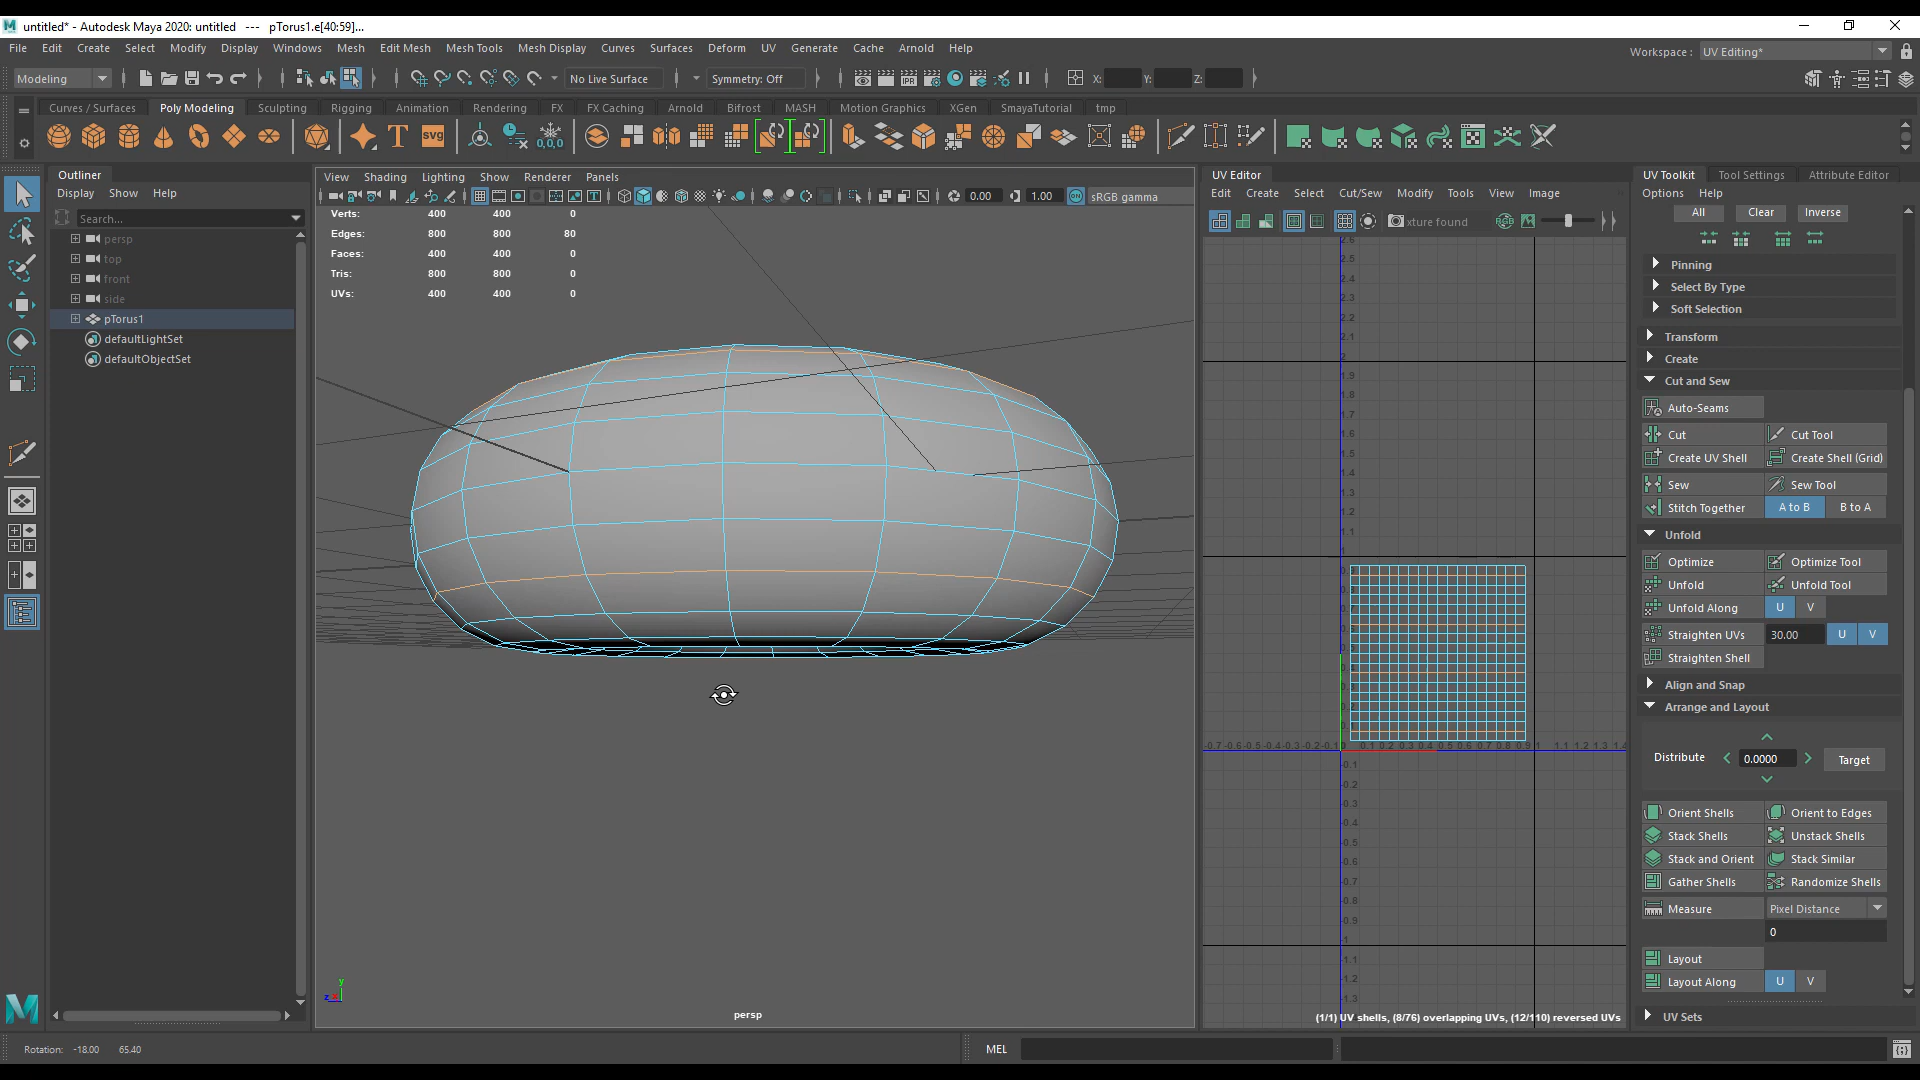 untitled* - Autodesk Maya 2020: untitled   ---   pTorus1.e[40:59]...
File Edit Create Select Modify Display Windows Mesh Edit Mesh Mesh Tools Mesh Display Curves Surfaces Deform UV Generate Cache Arnold Help
Workspace : UV Editing*
Modeling No Live Surface Symmetry: Off X: Y: Z:
Curves / Surfaces Poly Modeling Sculpting Rigging Animation Rendering FX FX Caching Arnold Bifrost MASH Motion Graphics XGen SmayaTutorial tmp
T SVG 0,0,0
Outliner
Display Show Help
Search...
persp
top
front
side
pTorus1
defaultLightSet
defaultObjectSet
View Shading Lighting Show Renderer Panels
0.00 1.00 ON sRGB gamma
Verts: 400 400 0
Edges: 800 800 80
Faces: 400 400 0
Tris: 800 800 0
UVs: 400 400 0
y
z
persp
UV Editor
Edit Create Select Cut/Sew Modify Tools View Image
xture found
(1/1) UV shells, (8/76) overlapping UVs, (12/110) reversed UVs
UV Toolkit Tool Settings Attribute Editor
Options Help
All Clear Inverse
Pinning
Select By Type
Soft Selection
Transform
Create
Cut and Sew
Auto-Seams
Cut Cut Tool
Create UV Shell Create Shell (Grid)
Sew Sew Tool
Stitch Together A to B B to A
Unfold
Optimize Optimize Tool
Unfold Unfold Tool
Unfold Along U V
Straighten UVs 30.00 U V
Straighten Shell
Align and Snap
Arrange and Layout
Distribute 0.0000 Target
Orient Shells Orient to Edges
Stack Shells Unstack Shells
Stack and Orient Stack Similar
Gather Shells Randomize Shells
Measure Pixel Distance
0
Layout
Layout Along U V
UV Sets
Rotation: -18.00 65.40
MEL